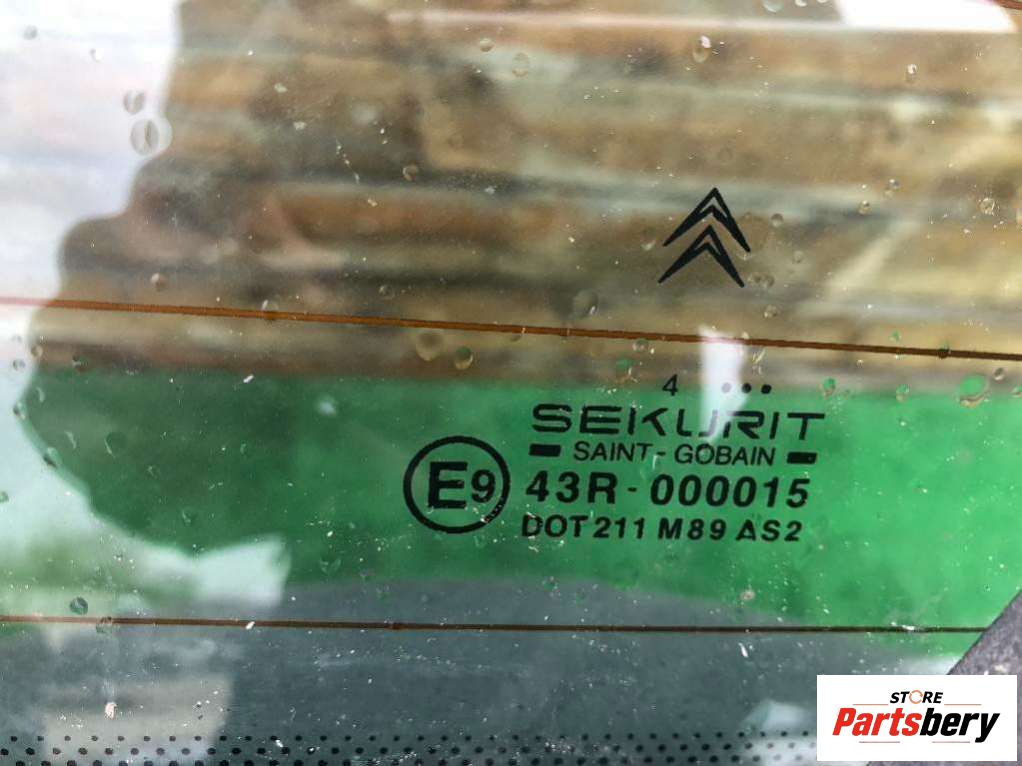 4 ...
SEKURIT
SAINT-GOBAIN
E9 43R-000015
DOT 211 M89 AS2
STORE
Partsbery